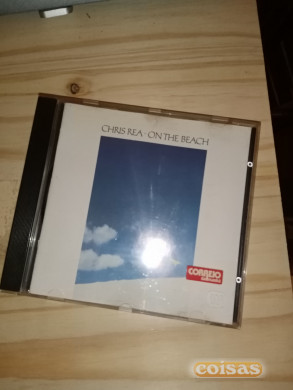 CHRIS REA · ON THE BEACH
CORREIO
coisas